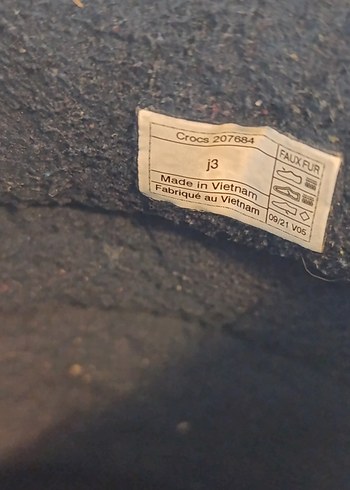 Crocs 207684
FAUX FUR
j3
Made in Vietnam
Fabriqué au Vietnam
09/21 V05